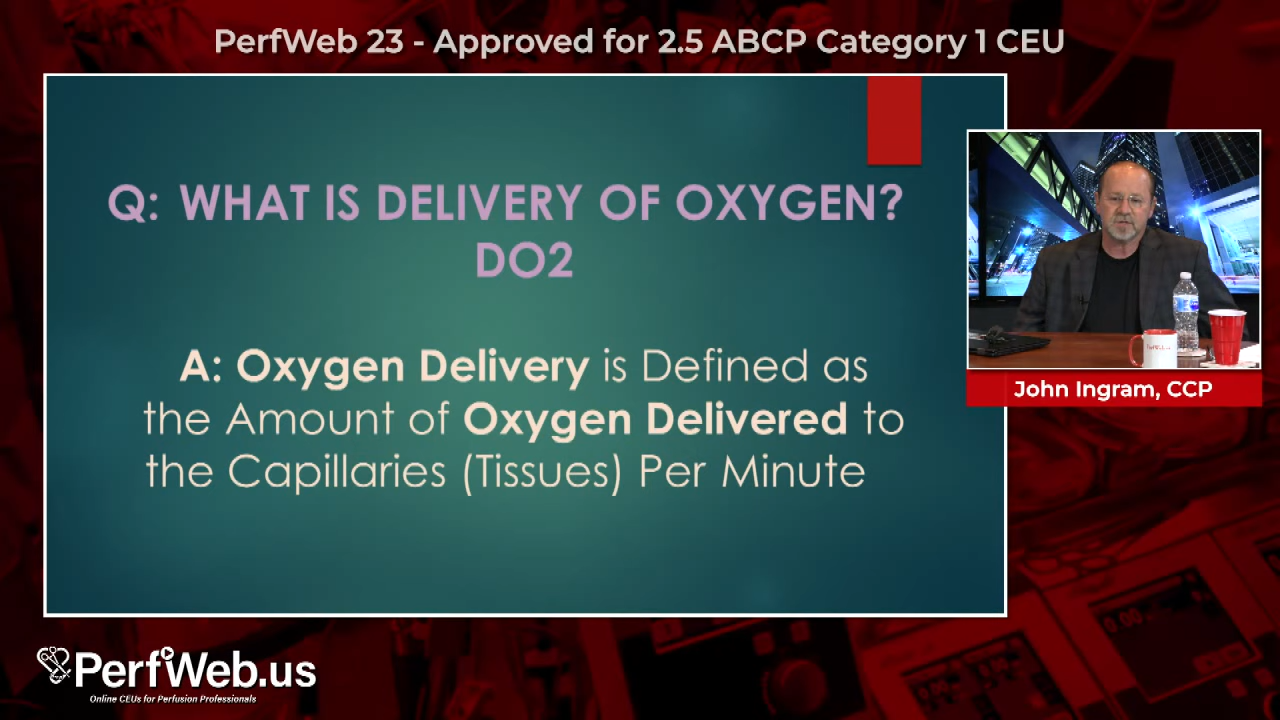 PerfWeb 23 - Approved for 2.5 ABCP Category 1 CEU
Q: WHAT IS DELIVERY OF OXYGEN?
DO2
A: Oxygen Delivery is Defined as
the Amount of Oxygen Delivered to
the Capillaries (Tissues) Per Minute
John Ingram, CCP
PerfWeb.us
Online CEUs for Perfusion Professionals